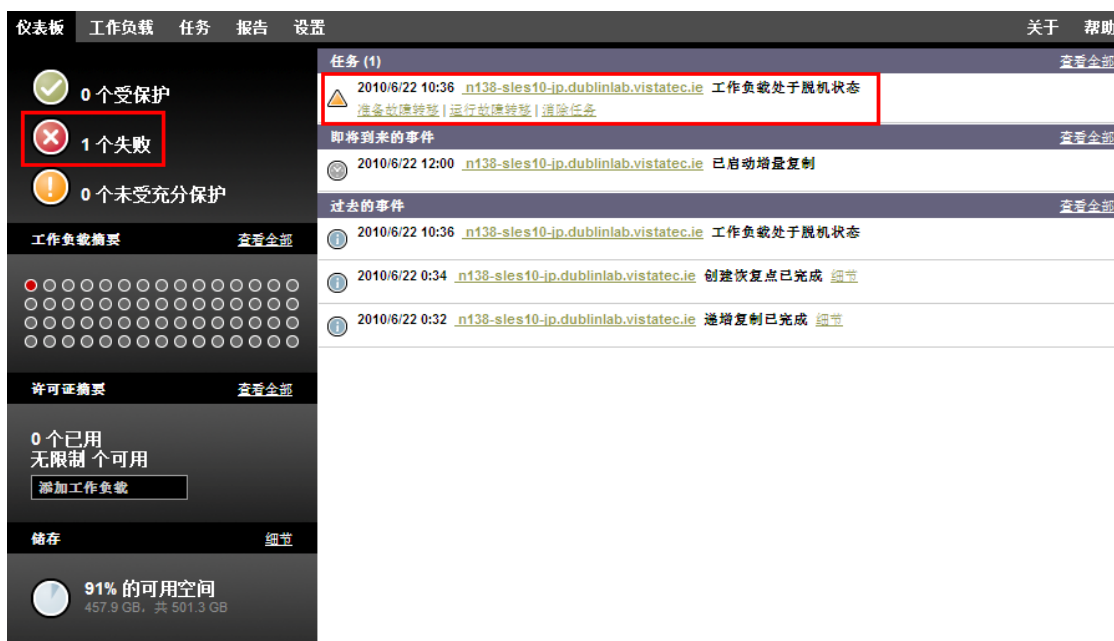 仪表板 工作负载 任务 报告 设置 关于 帮助
0 个受保护
1 个失败
0 个未受充分保护
工作负载摘要 查看全部
许可证摘要 查看全部
0 个已用
无限制 个可用
添加工作负载
储存 细节
91% 的可用空间
457.9 GB，共 501.3 GB
任务 (1) 查看全部
2010/6/22 10:36 n138-sles10-jp.dublinlab.vistatec.ie 工作负载处于脱机状态
准备故障转移 | 运行故障转移 | 消除任务
即将到来的事件 查看全部
2010/6/22 12:00 n138-sles10-jp.dublinlab.vistatec.ie 已启动增量复制
过去的事件 查看全部
2010/6/22 10:36 n138-sles10-jp.dublinlab.vistatec.ie 工作负载处于脱机状态
2010/6/22 0:34 n138-sles10-jp.dublinlab.vistatec.ie 创建恢复点已完成 细节
2010/6/22 0:32 n138-sles10-jp.dublinlab.vistatec.ie 递增复制已完成 细节